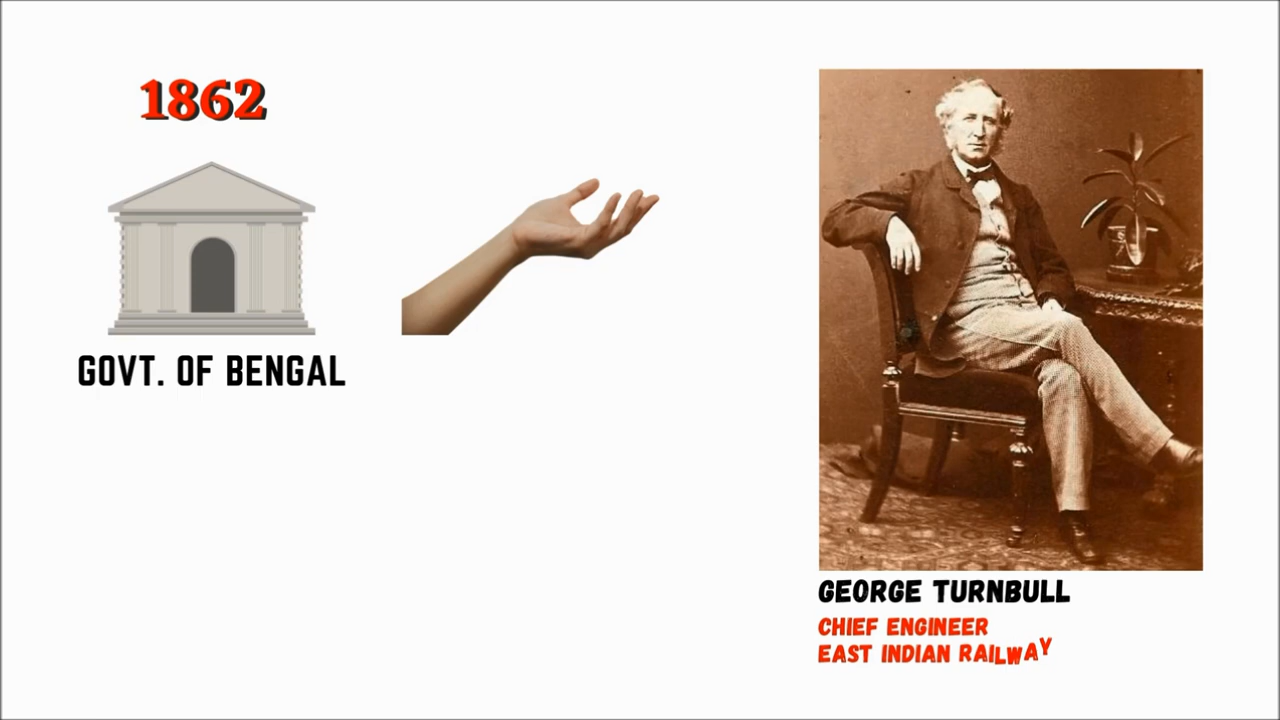 1862
GOVT. OF BENGAL
GEORGE TURNBULL
CHIEF ENGINEER
EAST INDIAN RAILWAY